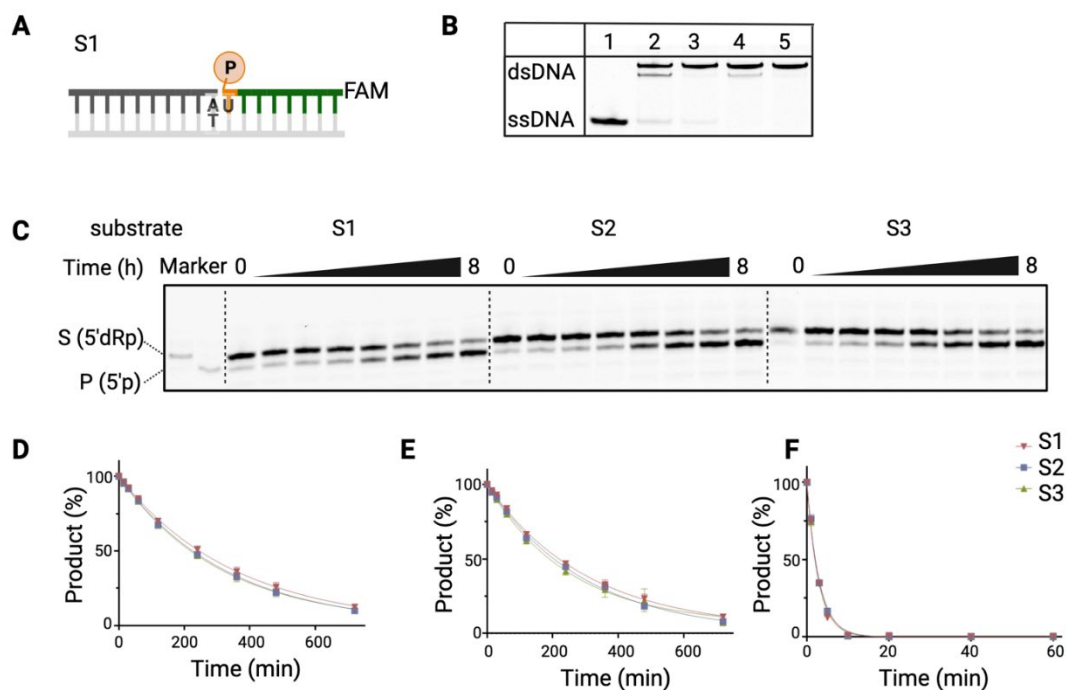 A
S1
P
FAM
A U
T
B
1 2 3 4 5
dsDNA
ssDNA
C
substrate S1 S2 S3
Time (h) Marker 0 8 0 8 0 8
S (5'dRp)
P (5'p)
D
100
50
0
Product (%)
0 200 400 600
Time (min)
E
100
50
0
Product (%)
0 200 400 600
Time (min)
F
S1
S2
S3
100
50
0
Product (%)
0 20 40 60
Time (min)